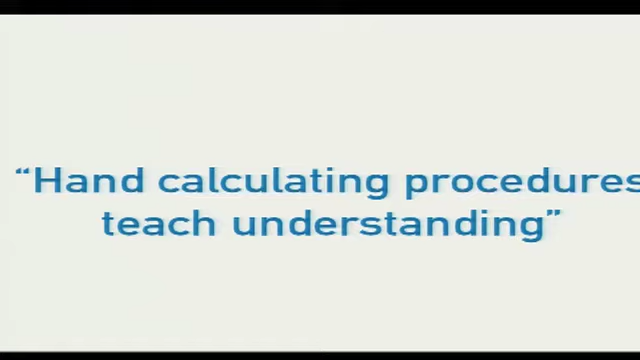 “Hand calculating procedures
teach understanding”